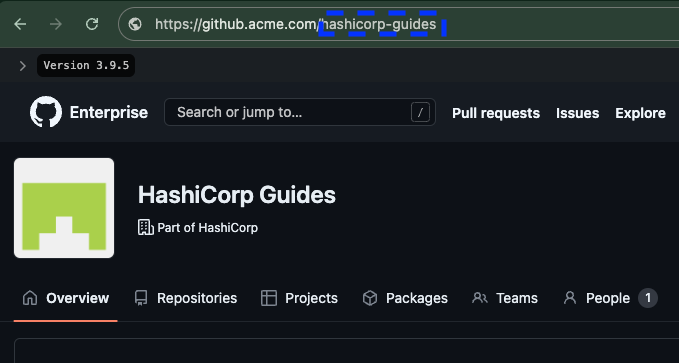 https://github.acme.com/hashicorp-guides
Version 3.9.5
Enterprise Search or jump to... / Pull requests Issues Explore
HashiCorp Guides
Part of HashiCorp
Overview Repositories Projects Packages Teams People 1